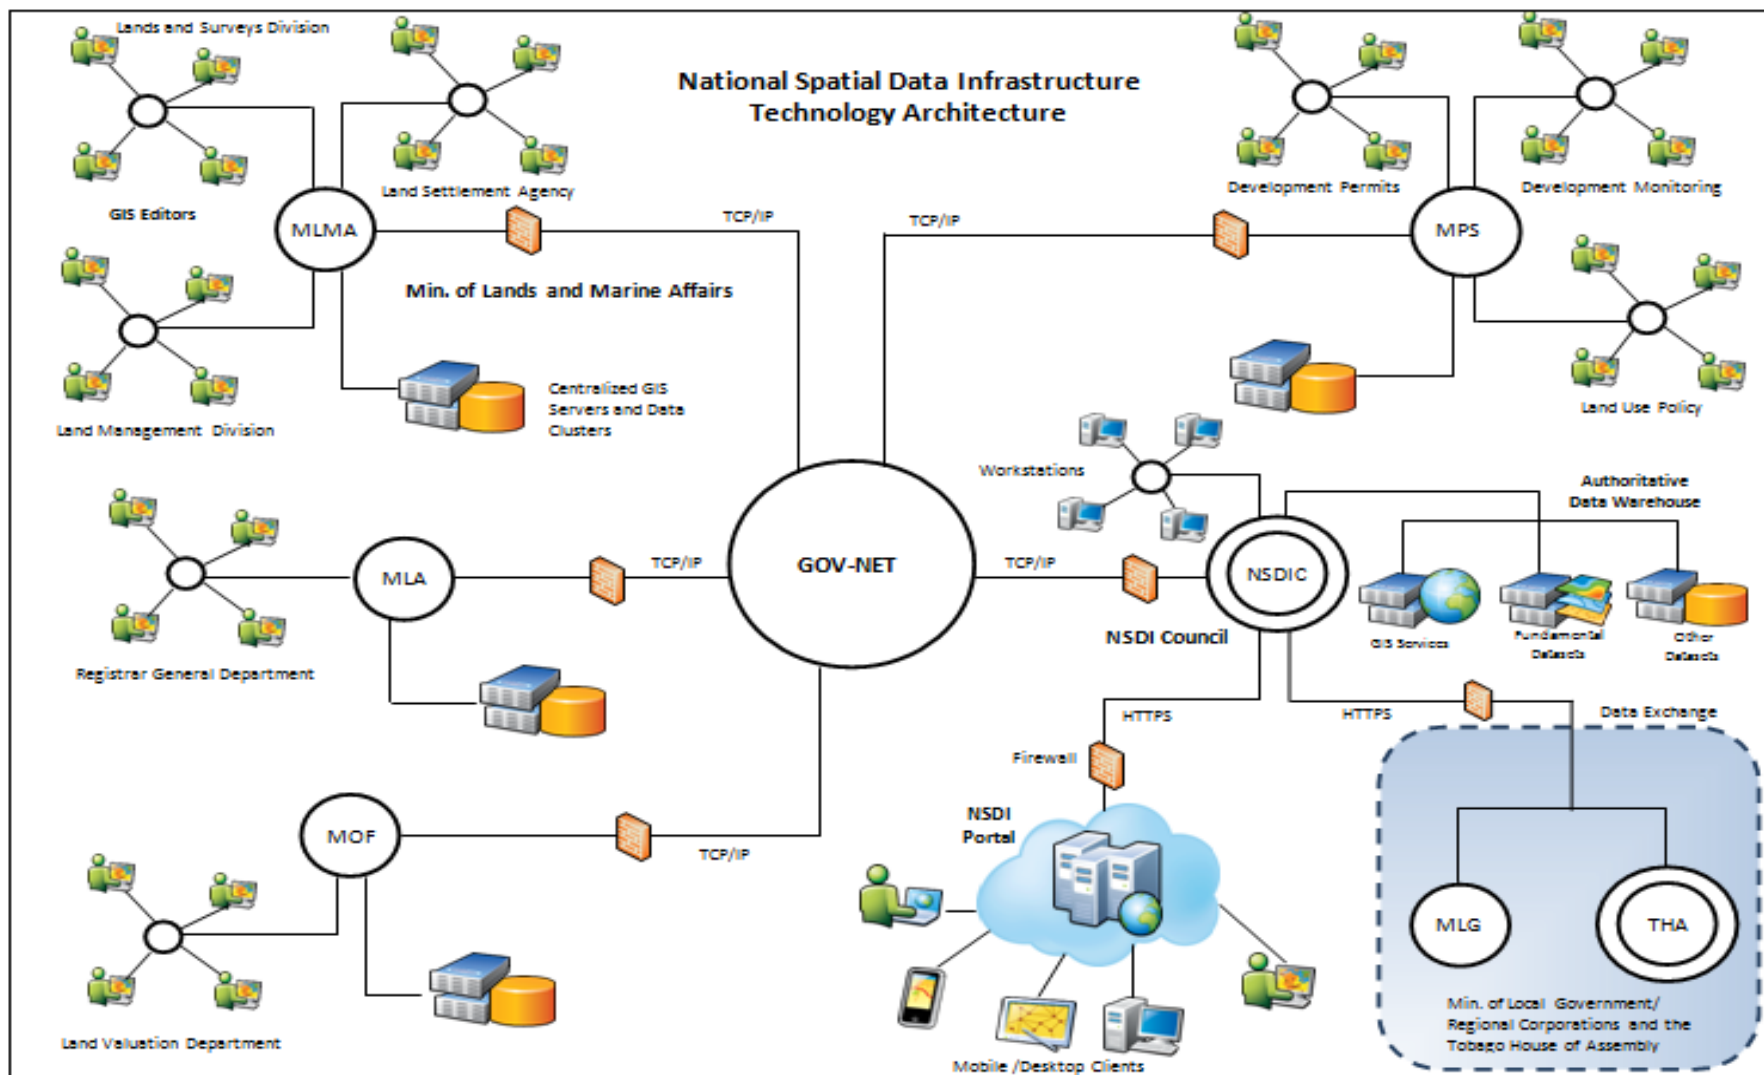 Lands and Surveys Division
National Spatial Data Infrastructure
Technology Architecture
GIS Editors
Land Settlement Agency
Development Permits
Development Monitoring
MLMA
TCP/IP
TCP/IP
MPS
Min. of Lands and Marine Affairs
Land Management Division
Centralized GIS
Servers and Data
Clusters
Land Use Policy
Workstations
Authoritative
Data Warehouse
MLA
TCP/IP
GOV-NET
TCP/IP
NSDIC
Registrar General Department
NSDI Council
GIS Services
Fundamental
Datasets
Other
Datasets
HTTPS
HTTPS
Data Exchange
Firewall
NSDI
Portal
MOF
TCP/IP
MLG
THA
Land Valuation Department
Mobile /Desktop Clients
Min. of Local Government/
Regional Corporations and the
Tobago House of Assembly